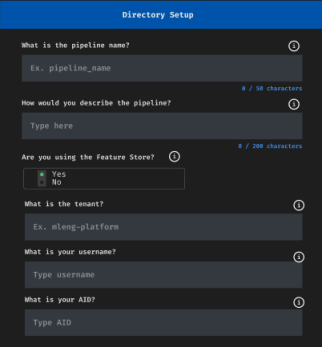 Directory Setup
What is the pipeline name?
Ex. pipeline_name
0 / 50 characters
How would you describe the pipeline?
Type here
0 / 200 characters
Are you using the Feature Store?
Yes
No
What is the tenant?
Ex. mleng-platform
What is your username?
Type username
What is your AID?
Type AID